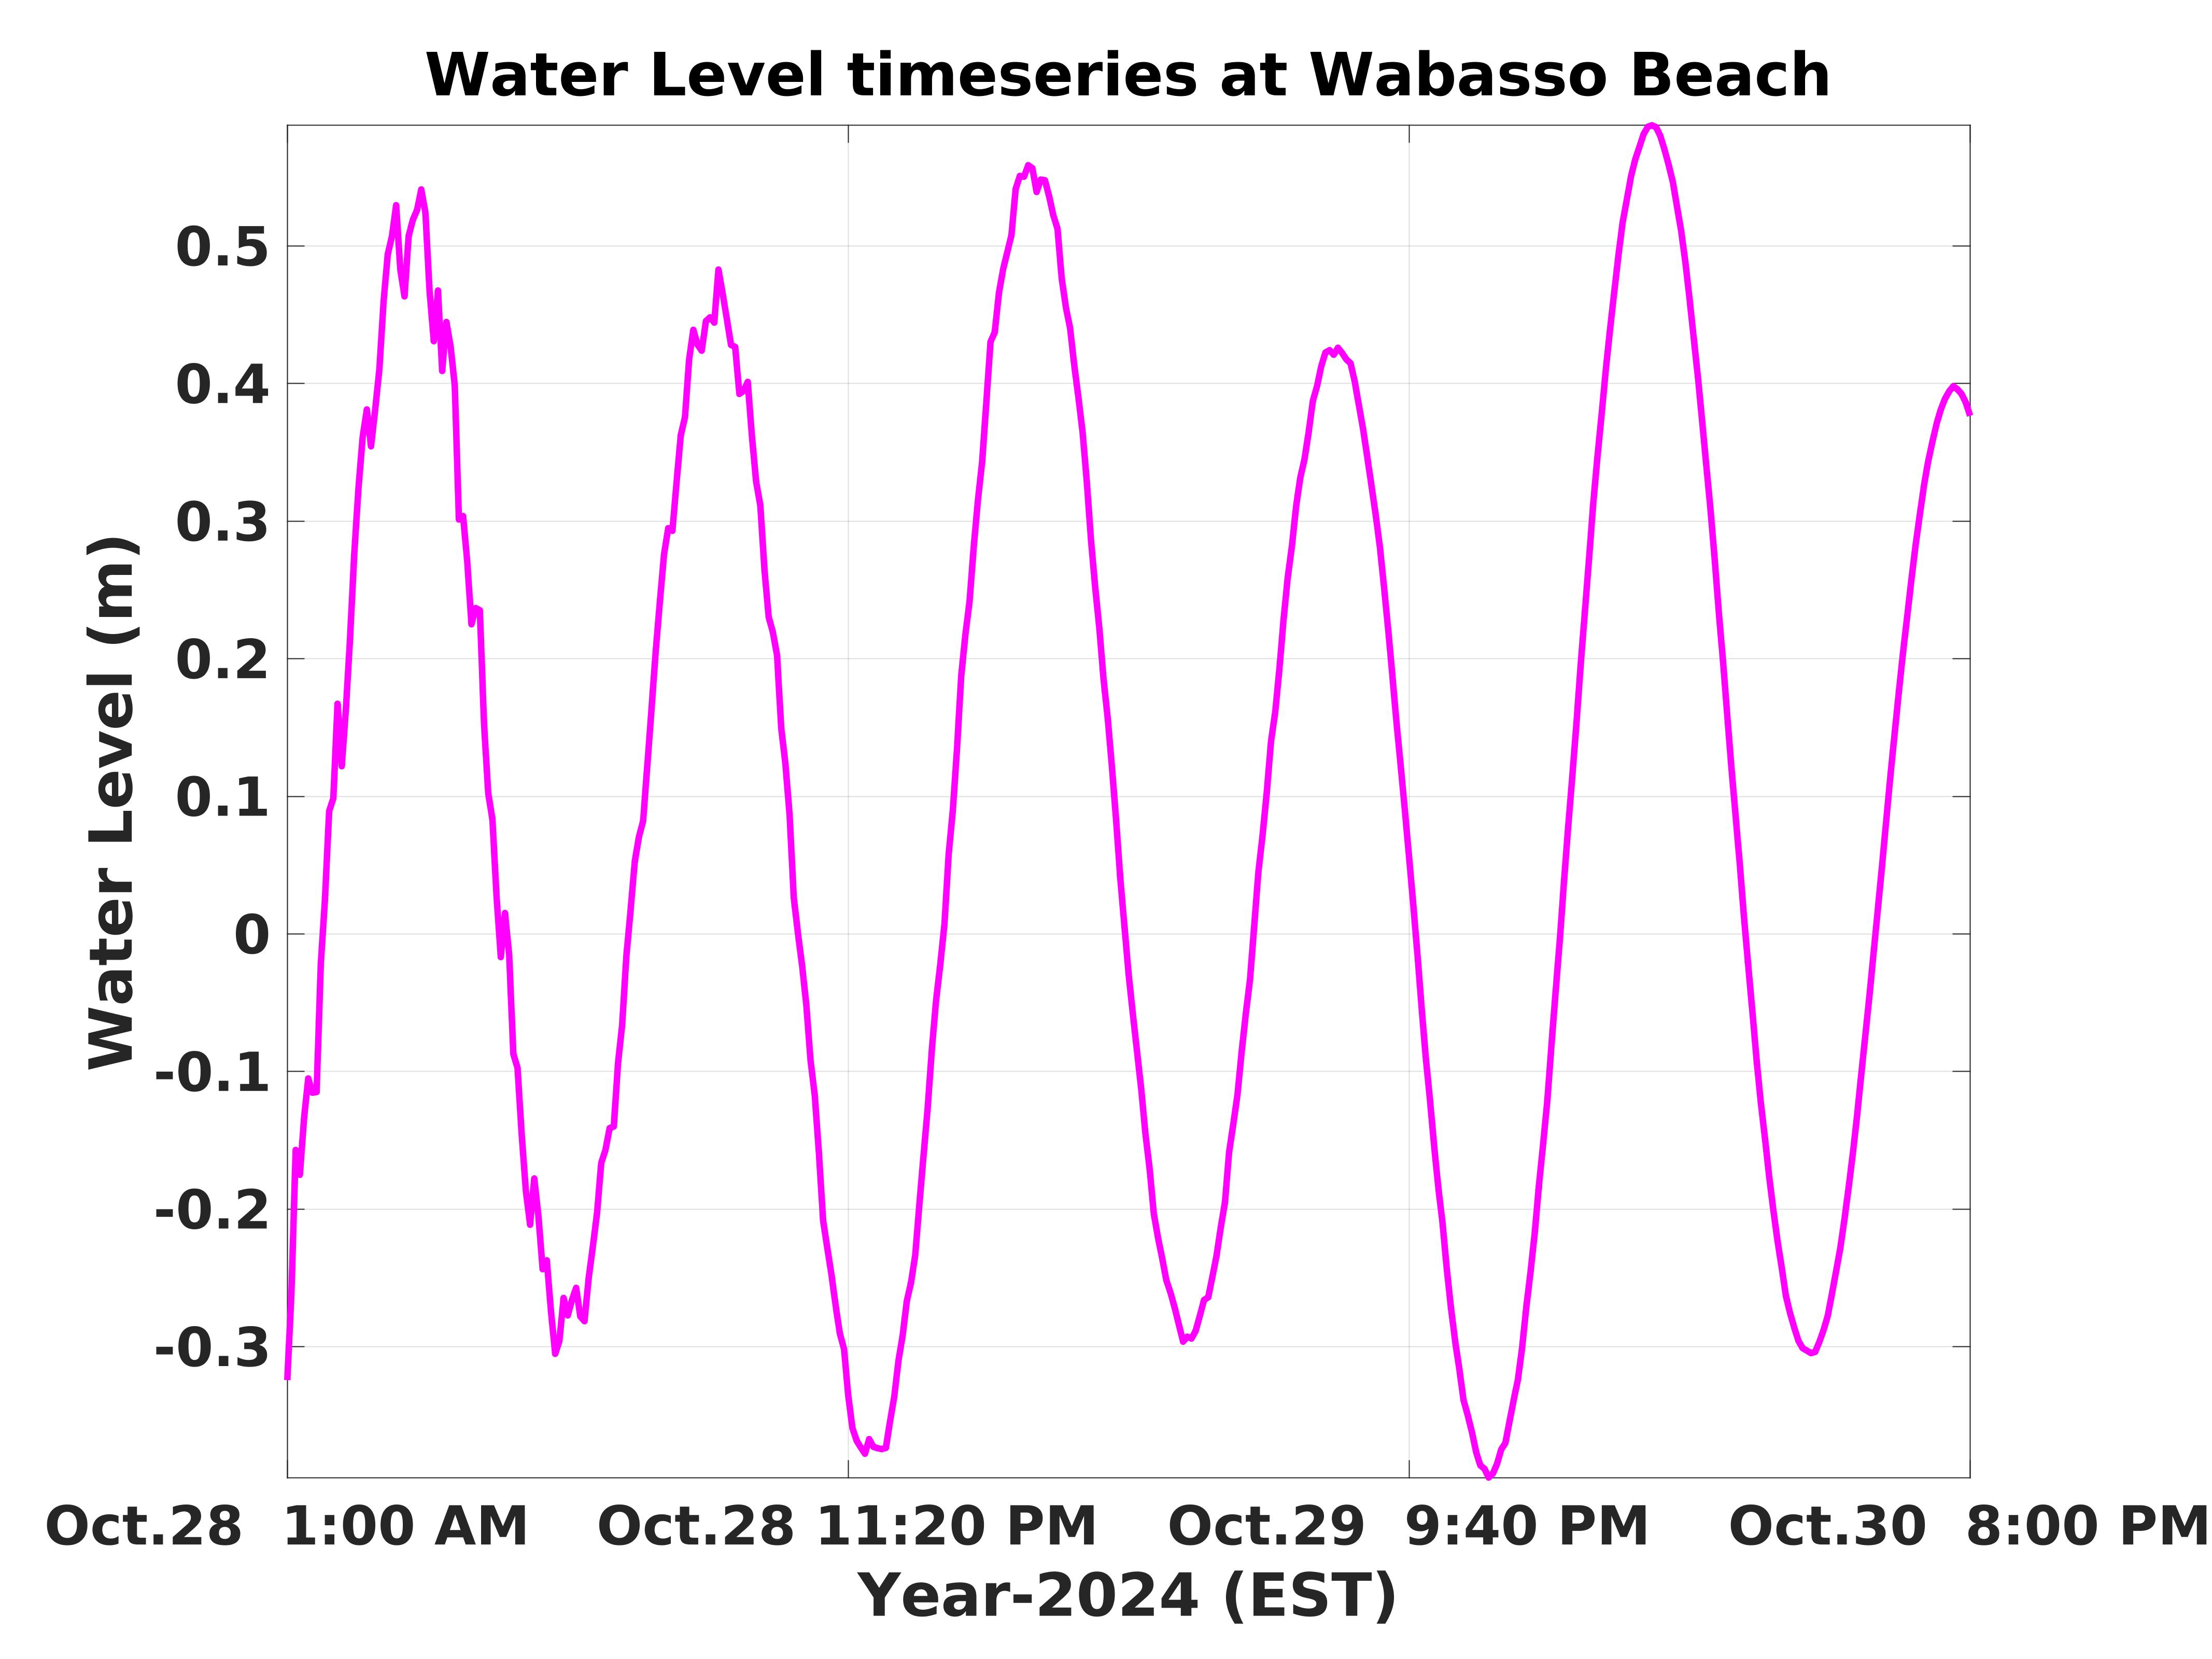 Water Level timeseries at Wabasso Beach
Water Level (m)
0.5
0.4
0.3
0.2
0.1
0
-0.1
-0.2
-0.3
Oct.28 1:00 AM Oct.28 11:20 PM Oct.29 9:40 PM Oct.30 8:00 PM
Year-2024 (EST)